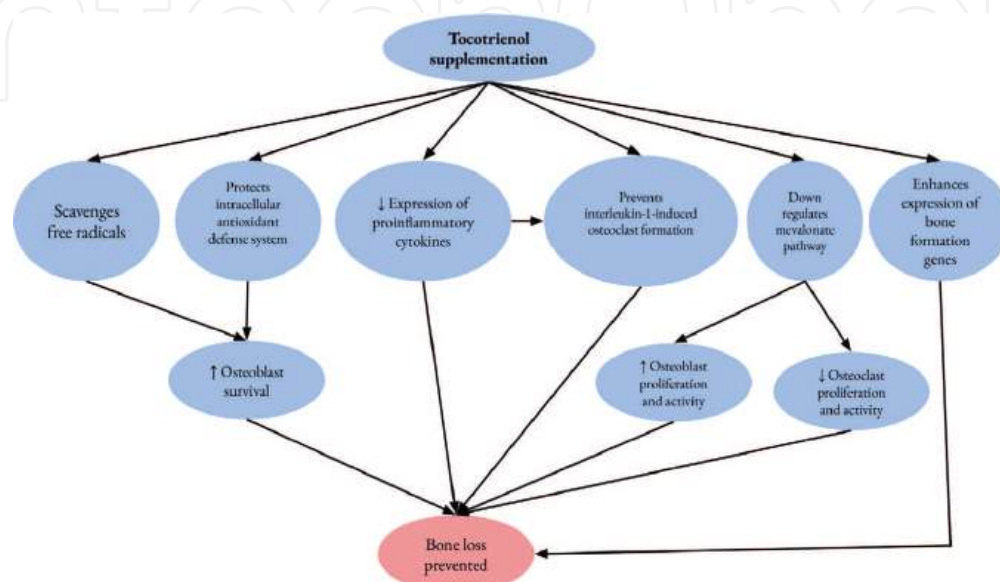 Tocotrienol
supplementation
Scavenges
free radicals
Protects
intracellular
antioxidant
defense system
↓ Expression of
proinflammatory
cytokines
Prevents
interleukin-1-induced
osteoclast formation
Down
regulates
mevalonate
pathway
Enhances
expression of
bone
formation
genes
↑ Osteoblast
survival
↑ Osteoblast
proliferation
and activity
↓ Osteoclast
proliferation
and activity
Bone loss
prevented